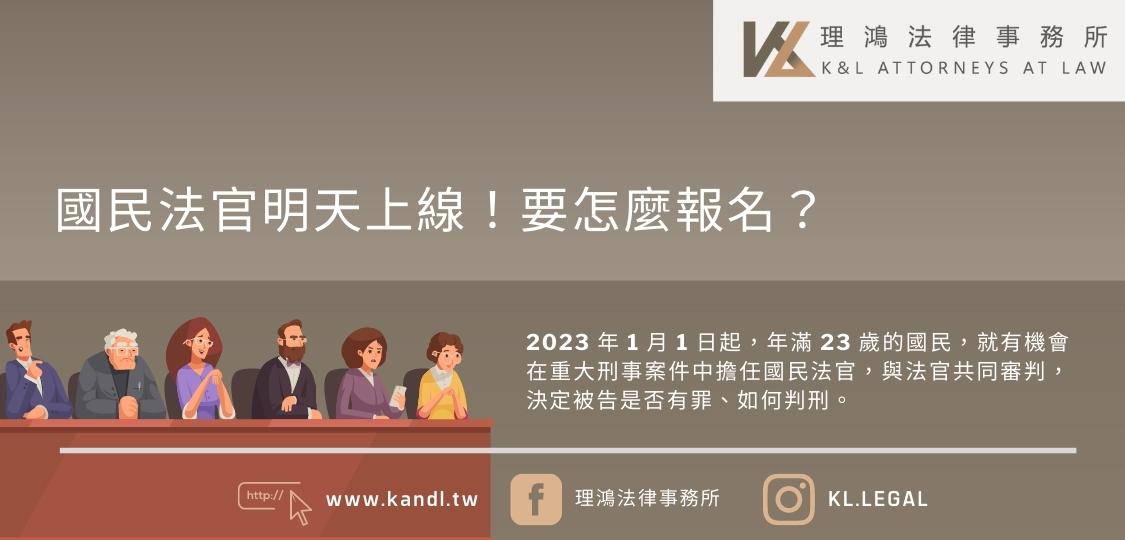 理鴻法律事務所
K&L ATTORNEYS AT LAW
國民法官明天上線！要怎麼報名？
2023 年 1 月 1 日起，年滿 23 歲的國民，就有機會
在重大刑事案件中擔任國民法官，與法官共同審判，
決定被告是否有罪、如何判刑。
http://
www.kandl.tw
理鴻法律事務所
KL.LEGAL